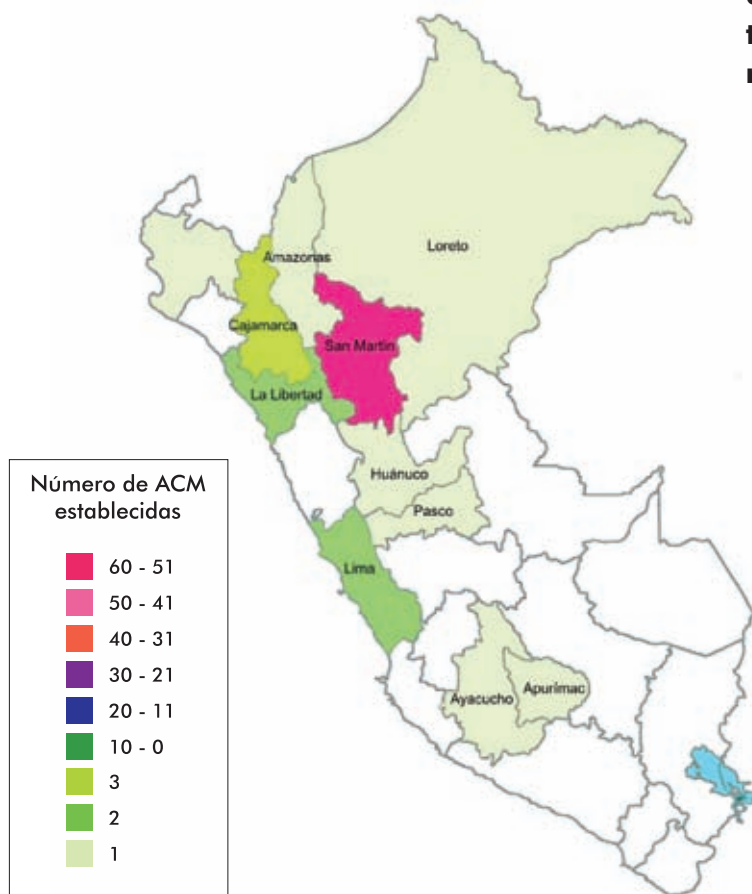 Loreto
Amazonas
Cajamarca
San Martín
La Libertad
Huánuco
Pasco
Lima
Ayacucho
Apurímac
Número de ACM
establecidas
60 - 51
50 - 41
40 - 31
30 - 21
20 - 11
10 - 0
3
2
1